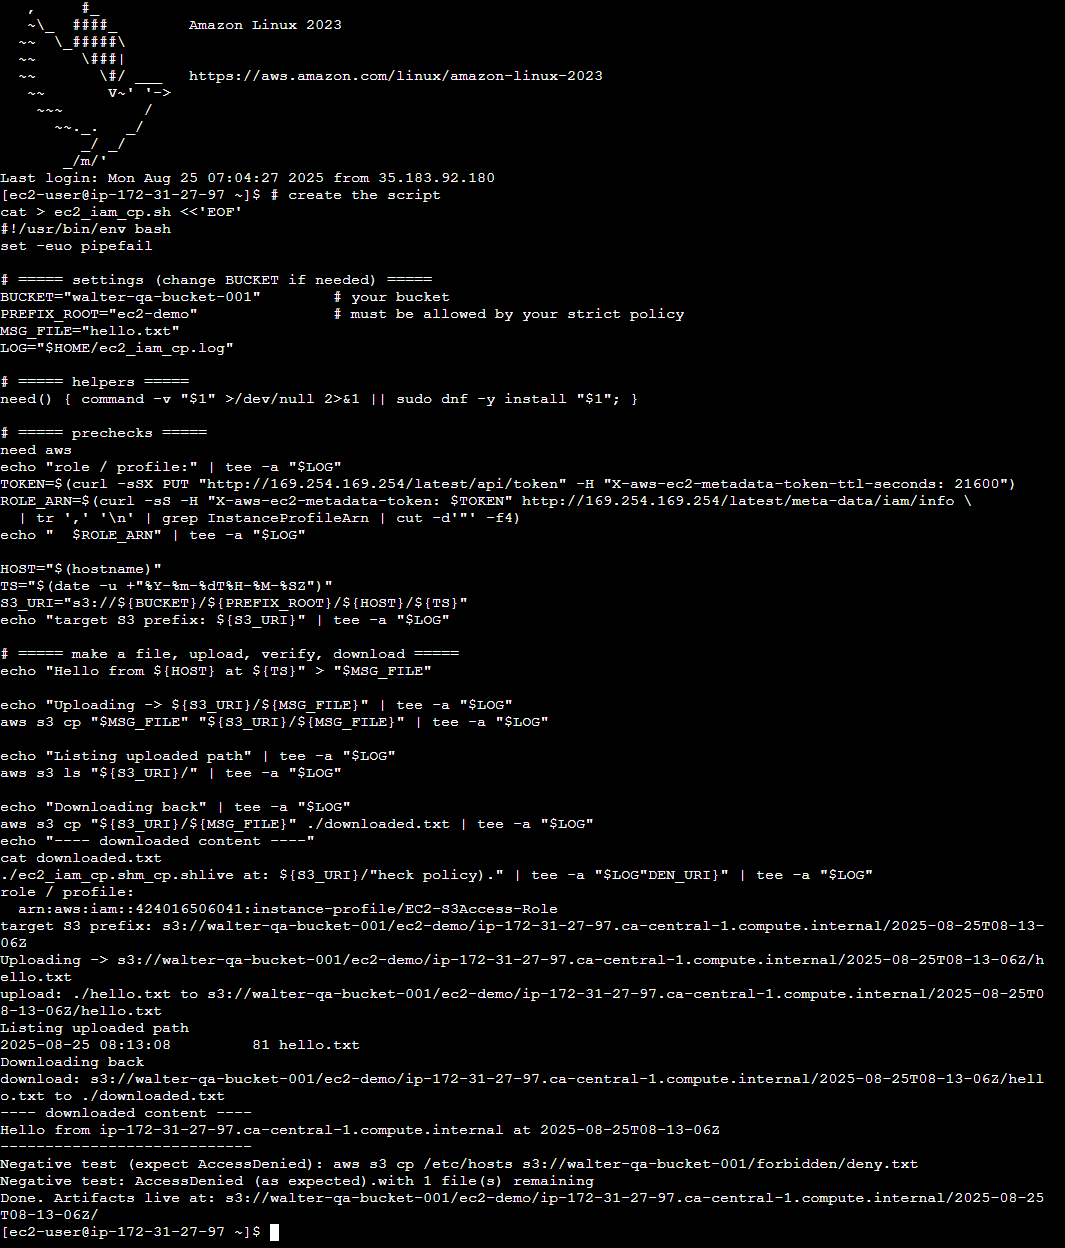 ,     #_
   ~\_  ####_        Amazon Linux 2023
  ~~  \_#####\
  ~~     \###|
  ~~       \#/ ___   https://aws.amazon.com/linux/amazon-linux-2023
   ~~       V~' '->
    ~~~         /
      ~~._.   _/
         _/ _/
       _/m/'
Last login: Mon Aug 25 07:04:27 2025 from 35.183.92.180
[ec2-user@ip-172-31-27-97 ~]$ # create the script
cat > ec2_iam_cp.sh <<'EOF'
#!/usr/bin/env bash
set -euo pipefail

# ===== settings (change BUCKET if needed) =====
BUCKET="walter-qa-bucket-001"        # your bucket
PREFIX_ROOT="ec2-demo"               # must be allowed by your strict policy
MSG_FILE="hello.txt"
LOG="$HOME/ec2_iam_cp.log"

# ===== helpers =====
need() { command -v "$1" >/dev/null 2>&1 || sudo dnf -y install "$1"; }

# ===== prechecks =====
need aws
echo "role / profile:" | tee -a "$LOG"
TOKEN=$(curl -sSX PUT "http://169.254.169.254/latest/api/token" -H "X-aws-ec2-metadata-token-ttl-seconds: 21600")
ROLE_ARN=$(curl -sS -H "X-aws-ec2-metadata-token: $TOKEN" http://169.254.169.254/latest/meta-data/iam/info \
  | tr ',' '\n' | grep InstanceProfileArn | cut -d'"' -f4)
echo "  $ROLE_ARN" | tee -a "$LOG"

HOST="$(hostname)"
TS="$(date -u +"%Y-%m-%dT%H-%M-%SZ")"
S3_URI="s3://${BUCKET}/${PREFIX_ROOT}/${HOST}/${TS}"
echo "target S3 prefix: ${S3_URI}" | tee -a "$LOG"

# ===== make a file, upload, verify, download =====
echo "Hello from ${HOST} at ${TS}" > "$MSG_FILE"

echo "Uploading -> ${S3_URI}/${MSG_FILE}" | tee -a "$LOG"
aws s3 cp "$MSG_FILE" "${S3_URI}/${MSG_FILE}" | tee -a "$LOG"

echo "Listing uploaded path" | tee -a "$LOG"
aws s3 ls "${S3_URI}/" | tee -a "$LOG"

echo "Downloading back" | tee -a "$LOG"
aws s3 cp "${S3_URI}/${MSG_FILE}" ./downloaded.txt | tee -a "$LOG"
echo "---- downloaded content ----"
cat downloaded.txt
./ec2_iam_cp.shm_cp.shlive at: ${S3_URI}/"heck policy)." | tee -a "$LOG"DEN_URI}" | tee -a "$LOG"
role / profile:
  arn:aws:iam::424016506041:instance-profile/EC2-S3Access-Role
target S3 prefix: s3://walter-qa-bucket-001/ec2-demo/ip-172-31-27-97.ca-central-1.compute.internal/2025-08-25T08-13-
06Z
Uploading -> s3://walter-qa-bucket-001/ec2-demo/ip-172-31-27-97.ca-central-1.compute.internal/2025-08-25T08-13-06Z/h
ello.txt
upload: ./hello.txt to s3://walter-qa-bucket-001/ec2-demo/ip-172-31-27-97.ca-central-1.compute.internal/2025-08-25T0
8-13-06Z/hello.txt
Listing uploaded path
2025-08-25 08:13:08         81 hello.txt
Downloading back
download: s3://walter-qa-bucket-001/ec2-demo/ip-172-31-27-97.ca-central-1.compute.internal/2025-08-25T08-13-06Z/hell
o.txt to ./downloaded.txt
---- downloaded content ----
Hello from ip-172-31-27-97.ca-central-1.compute.internal at 2025-08-25T08-13-06Z
----------------------------
Negative test (expect AccessDenied): aws s3 cp /etc/hosts s3://walter-qa-bucket-001/forbidden/deny.txt
Negative test: AccessDenied (as expected).with 1 file(s) remaining
Done. Artifacts live at: s3://walter-qa-bucket-001/ec2-demo/ip-172-31-27-97.ca-central-1.compute.internal/2025-08-25
T08-13-06Z/
[ec2-user@ip-172-31-27-97 ~]$